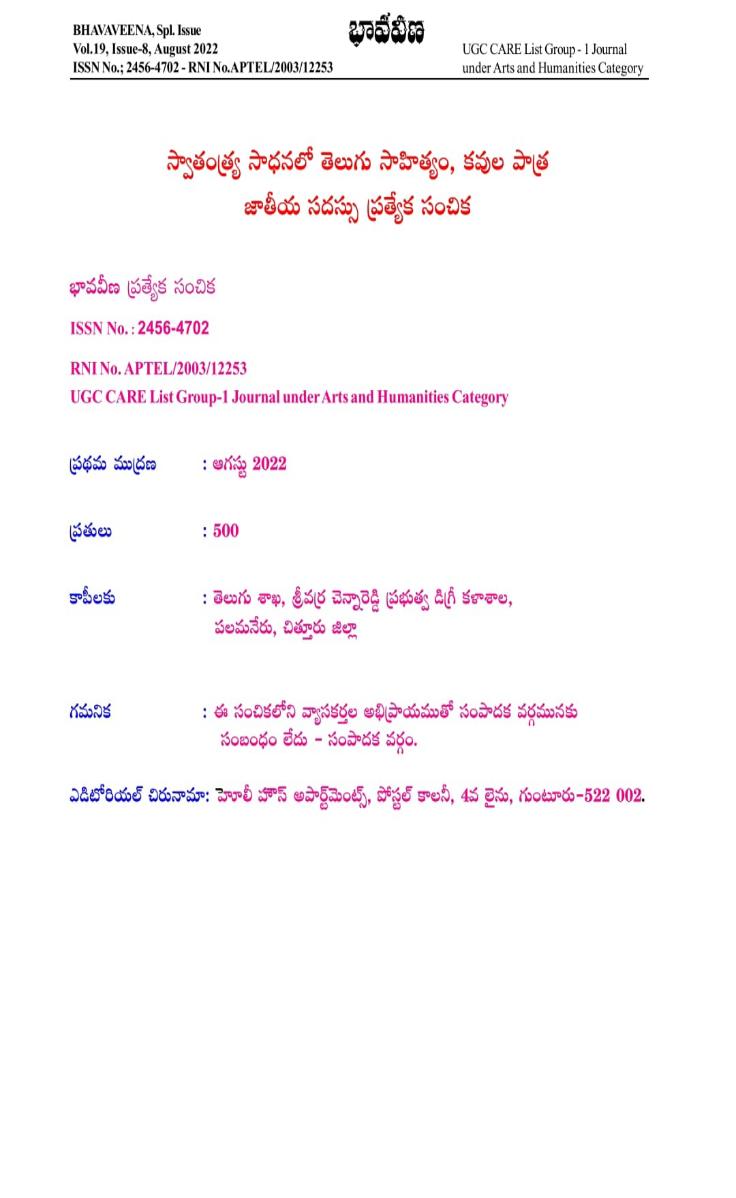 BHAVAVEENA, Spl. Issue
Vol.19, Issue-8, August 2022
ISSN No.; 2456-4702 - RNI No.APTEL/2003/12253
భావవీణ
UGC CARE List Group - 1 Journal
under Arts and Humanities Category
స్వాతంత్ర్య సాధనలో తెలుగు సాహిత్యం, కవుల పాత్ర
జాతీయ సదస్సు ప్రత్యేక సంచిక
భావవీణ ప్రత్యేక సంచిక
ISSN No. : 2456-4702
RNI No. APTEL/2003/12253
UGC CARE List Group-1 Journal under Arts and Humanities Category
ప్రథమ ముద్రణ : ఆగస్టు 2022
ప్రతులు : 500
కాపీలకు : తెలుగు శాఖ, శ్రీవర్ర చెన్నారెడ్డి ప్రభుత్వ డిగ్రీ కళాశాల,
పలమనేరు, చిత్తూరు జిల్లా
గమనిక : ఈ సంచికలోని వ్యాసకర్తల అభిప్రాయముతో సంపాదక వర్గమునకు
సంబంధం లేదు - సంపాదక వర్గం.
ఎడిటోరియల్ చిరునామా: హెూలీ హౌస్ అపార్ట్‌మెంట్స్, పోస్టల్ కాలనీ, 4వ లైను, గుంటూరు-522 002.